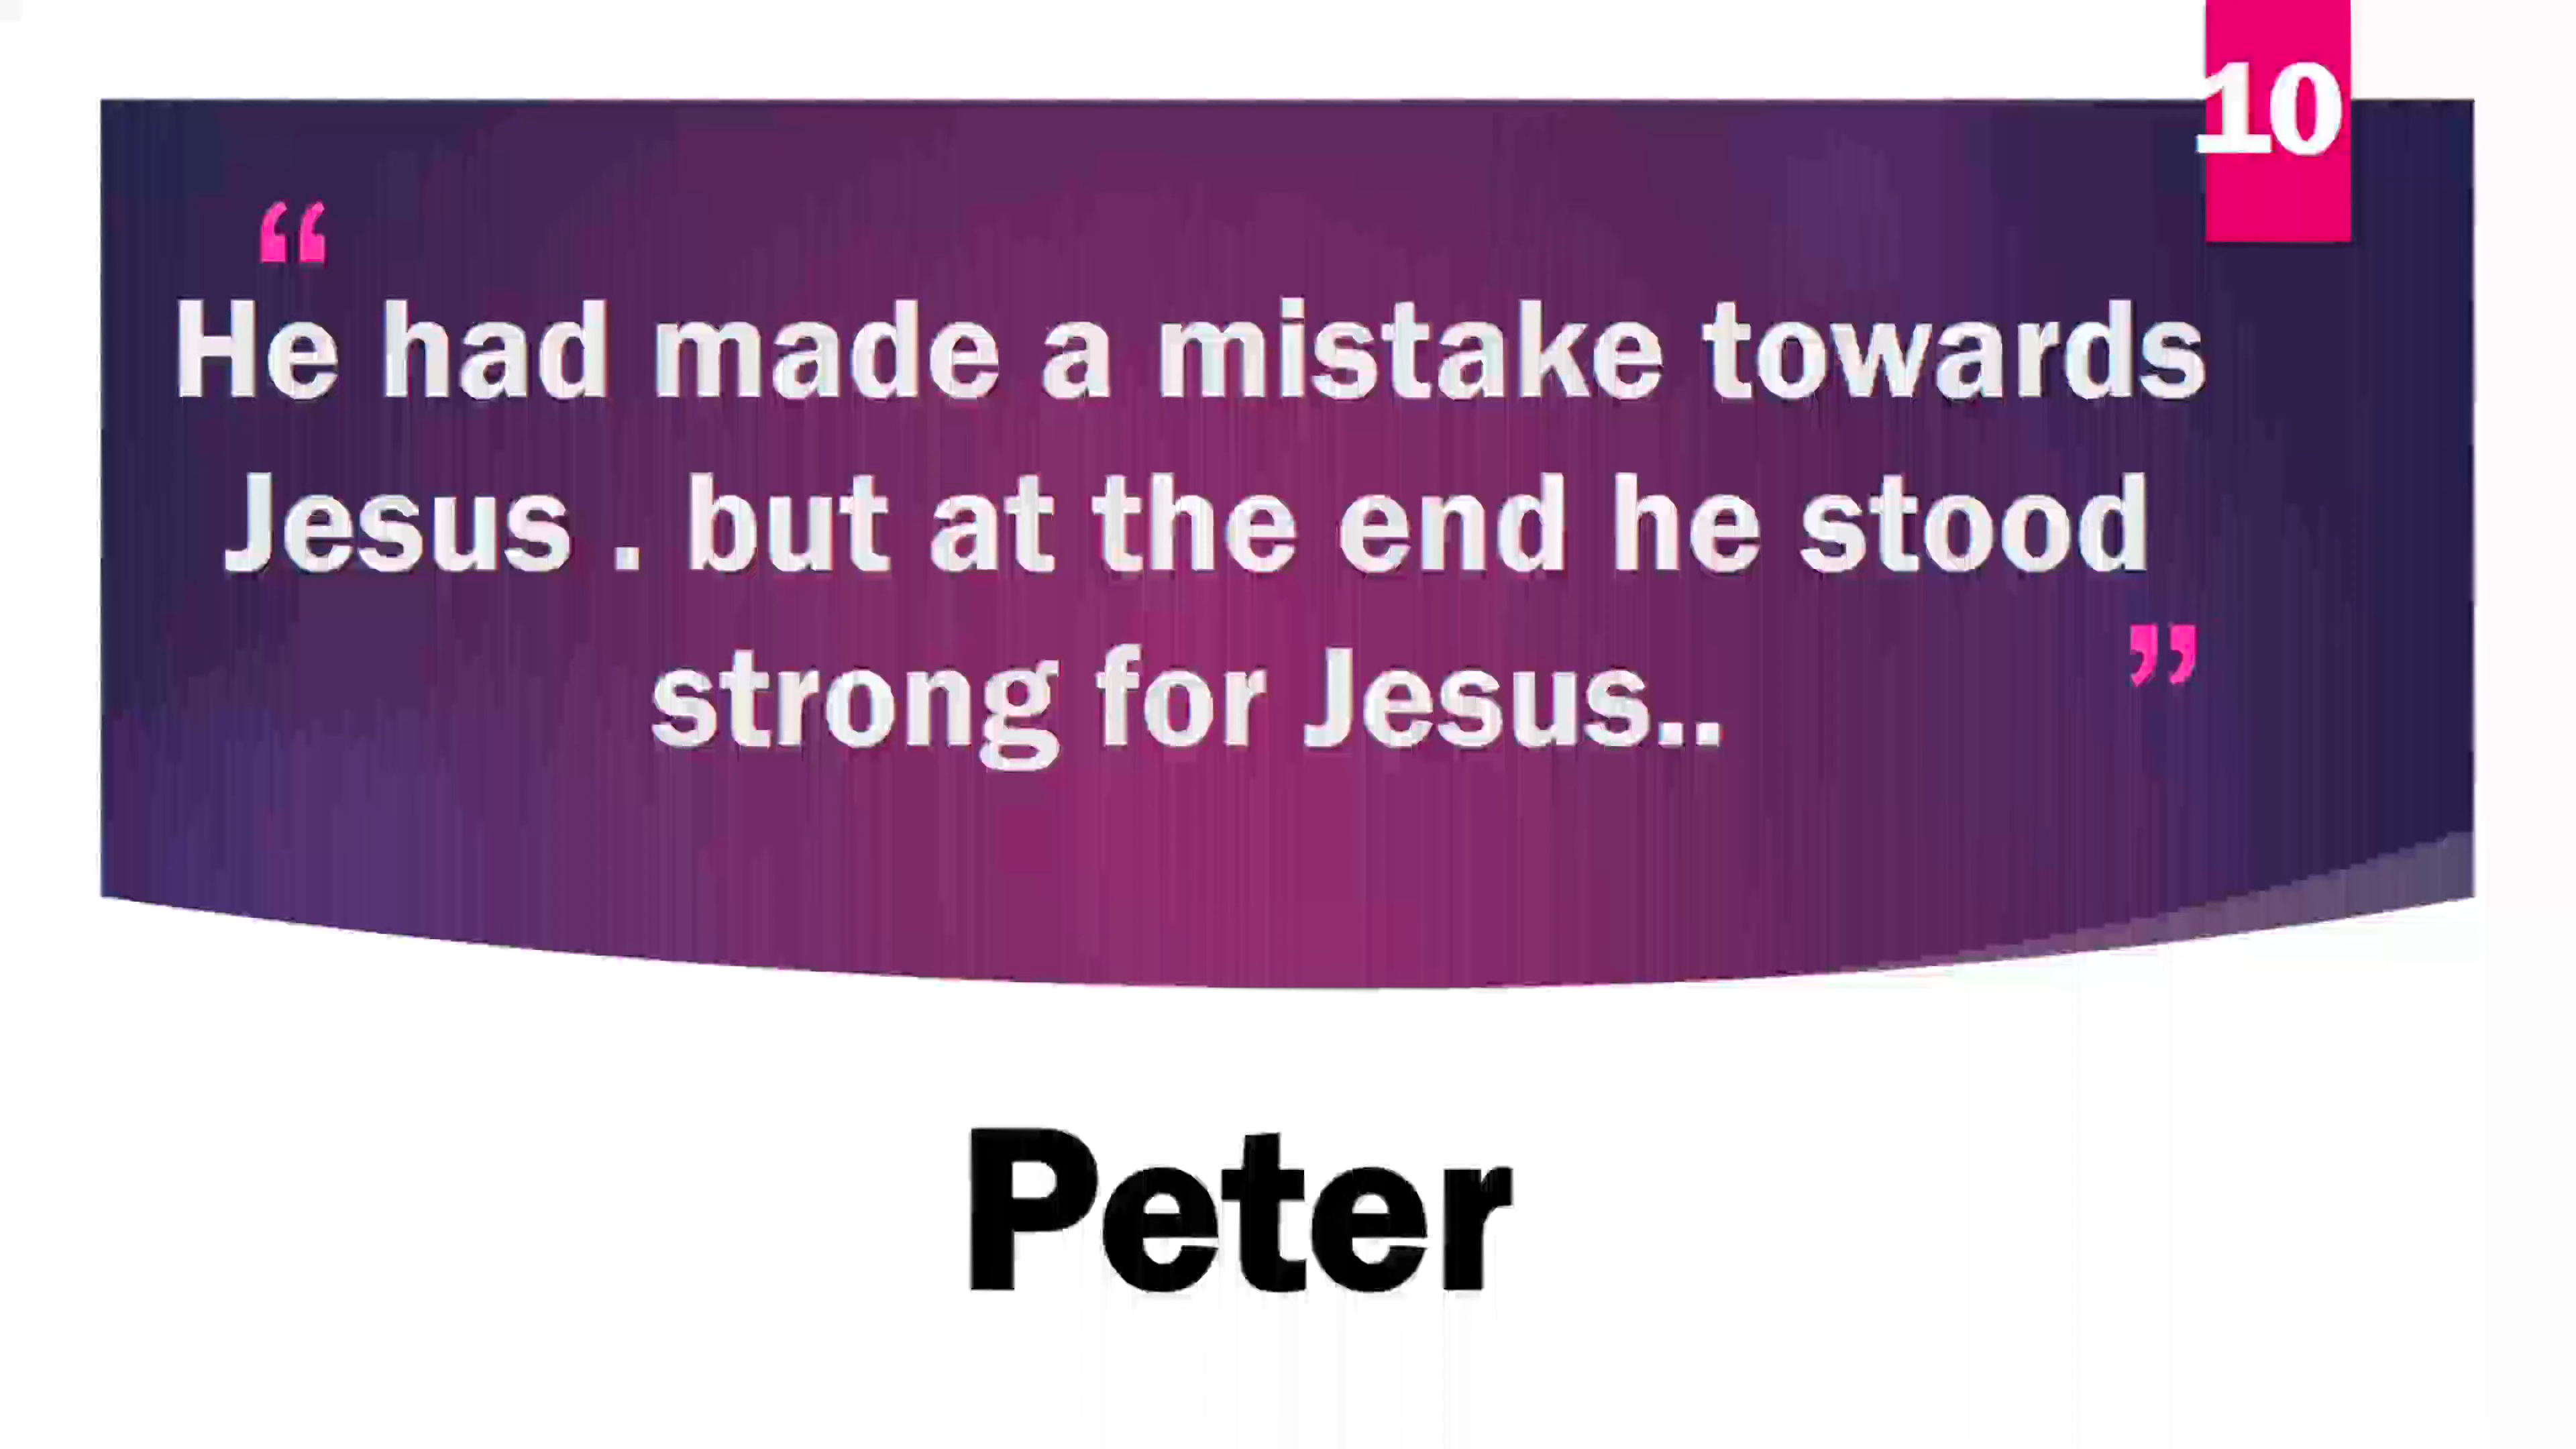 10
“
He had made a mistake towards
Jesus . but at the end he stood
strong for Jesus..
”
Peter